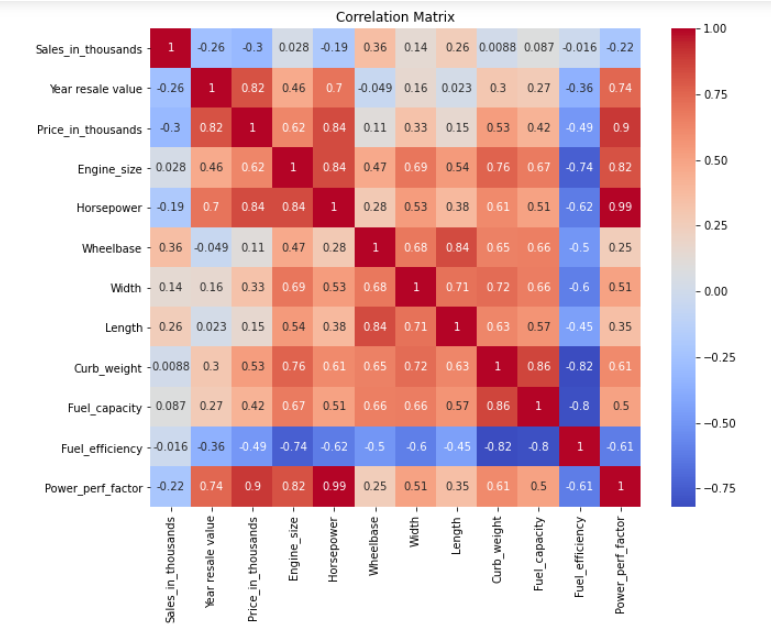 Correlation Matrix
Sales_in_thousands 1 -0.26 -0.3 0.028 -0.19 0.36 0.14 0.26 0.0088 0.087 -0.016 -0.22
Year resale value -0.26 1 0.82 0.46 0.7 -0.049 0.16 0.023 0.3 0.27 -0.36 0.74
Price_in_thousands -0.3 0.82 1 0.62 0.84 0.11 0.33 0.15 0.53 0.42 -0.49 0.9
Engine_size 0.028 0.46 0.62 1 0.84 0.47 0.69 0.54 0.76 0.67 -0.74 0.82
Horsepower -0.19 0.7 0.84 0.84 1 0.28 0.53 0.38 0.61 0.51 -0.62 0.99
Wheelbase 0.36 -0.049 0.11 0.47 0.28 1 0.68 0.84 0.65 0.66 -0.5 0.25
Width 0.14 0.16 0.33 0.69 0.53 0.68 1 0.71 0.72 0.66 -0.6 0.51
Length 0.26 0.023 0.15 0.54 0.38 0.84 0.71 1 0.63 0.57 -0.45 0.35
Curb_weight 0.0088 0.3 0.53 0.76 0.61 0.65 0.72 0.63 1 0.86 -0.82 0.61
Fuel_capacity 0.087 0.27 0.42 0.67 0.51 0.66 0.66 0.57 0.86 1 -0.8 0.5
Fuel_efficiency -0.016 -0.36 -0.49 -0.74 -0.62 -0.5 -0.6 -0.45 -0.82 -0.8 1 -0.61
Power_perf_factor -0.22 0.74 0.9 0.82 0.99 0.25 0.51 0.35 0.61 0.5 -0.61 1
Sales_in_thousands
Year resale value
Price_in_thousands
Engine_size
Horsepower
Wheelbase
Width
Length
Curb_weight
Fuel_capacity
Fuel_efficiency
Power_perf_factor
1.00
0.75
0.50
0.25
0.00
−0.25
−0.50
−0.75